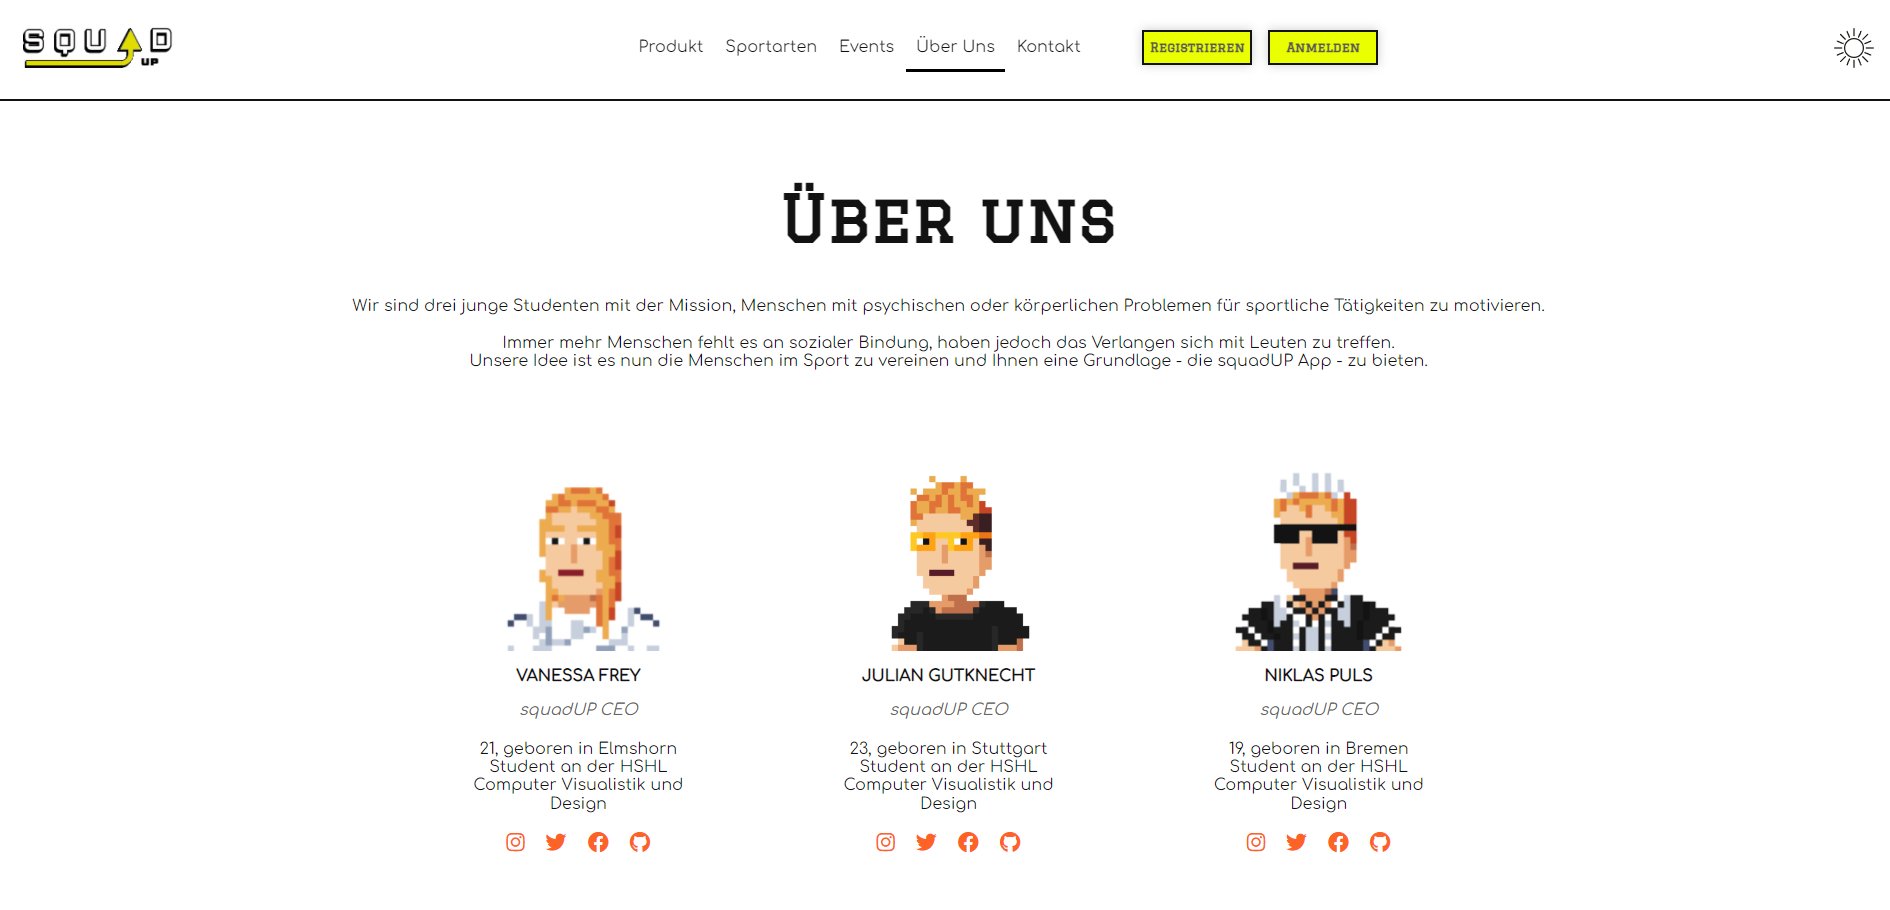 SQUAD
UP
Produkt
Sportarten
Events
Über Uns
Kontakt
Registrieren
Anmelden
Über uns
Wir sind drei junge Studenten mit der Mission, Menschen mit psychischen oder körperlichen Problemen für sportliche Tätigkeiten zu motivieren.
Immer mehr Menschen fehlt es an sozialer Bindung, haben jedoch das Verlangen sich mit Leuten zu treffen.
Unsere Idee ist es nun die Menschen im Sport zu vereinen und Ihnen eine Grundlage - die squadUP App - zu bieten.
VANESSA FREY
squadUP CEO
21, geboren in Elmshorn
Student an der HSHL
Computer Visualistik und
Design
JULIAN GUTKNECHT
squadUP CEO
23, geboren in Stuttgart
Student an der HSHL
Computer Visualistik und
Design
NIKLAS PULS
squadUP CEO
19, geboren in Bremen
Student an der HSHL
Computer Visualistik und
Design